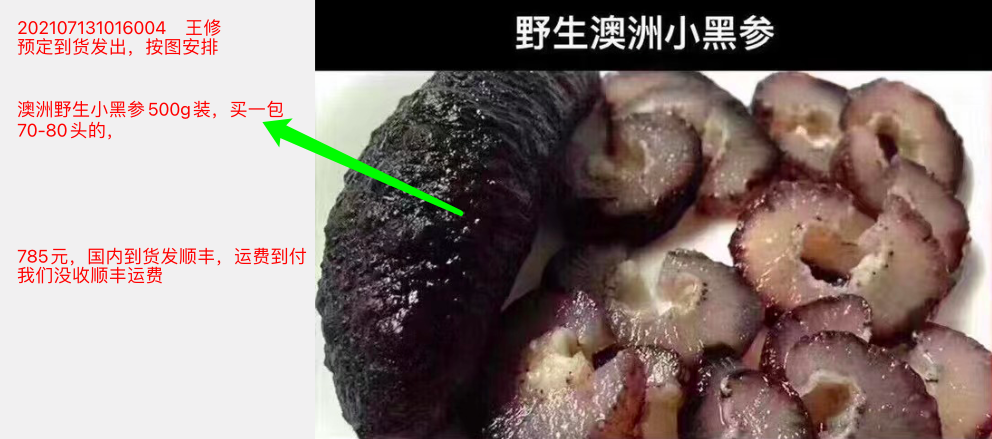 202107131016004 王修
预定到货发出，按图安排
澳洲野生小黑参500g装，买一包
70-80头的，
785元，国内到货发顺丰，运费到付
我们没收顺丰运费
野生澳洲小黑参